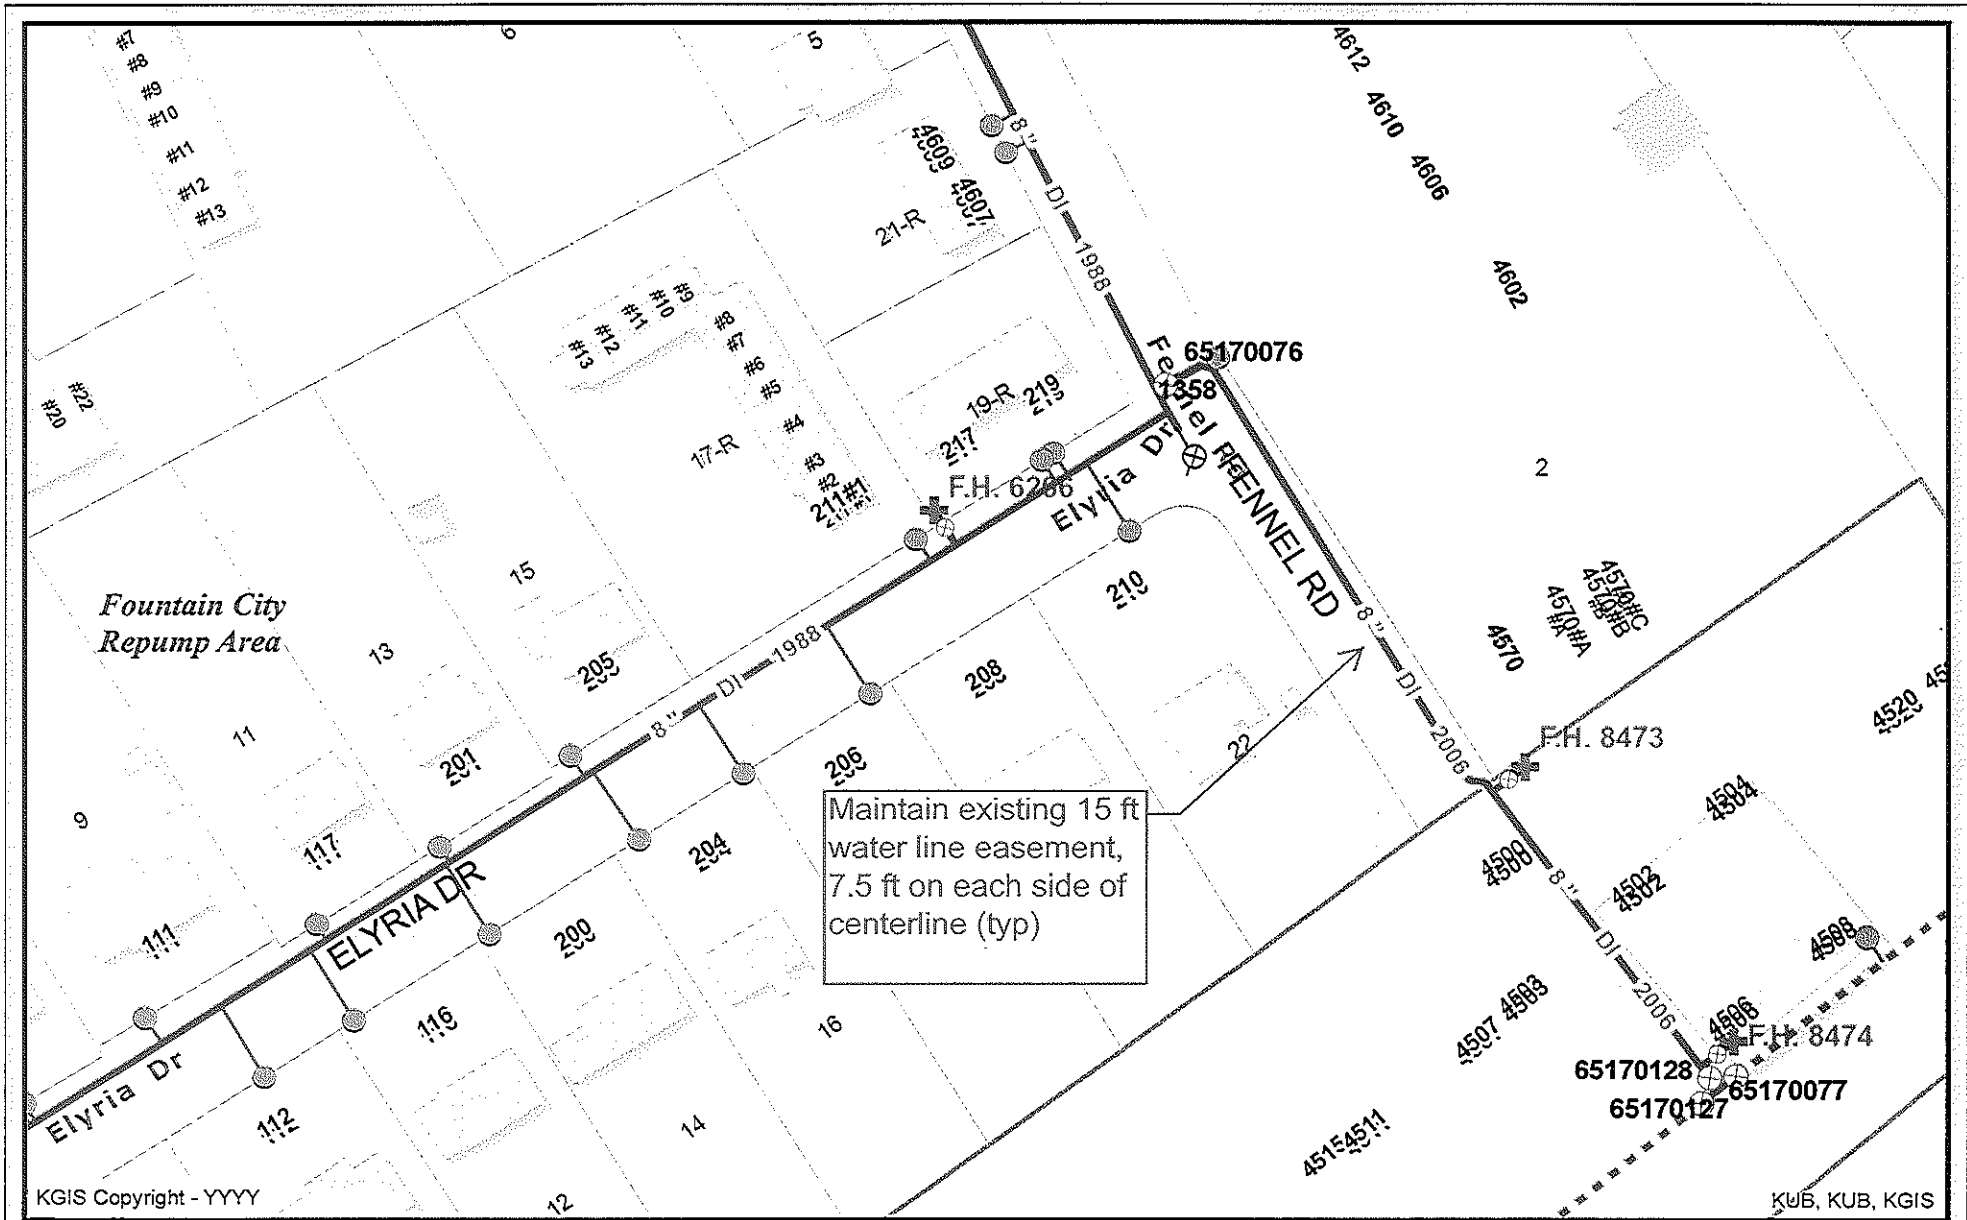 #7
#8
#9
#10
#11
#12
#13
6
5
4612
4610
4606
4602
4609
4607
21-R
8" DI 1988
#13
#12
#11
#10
#9
#8
#7
#6
#5
#4
#3
#2
211#1
17-R
19-R
219
217
65170076
1358
Elyria Dr
FENNEL RD
F.H. 6266
#20
#22
2
15
210
Fountain City
Repump Area
13
205
8" DI 1988
208
8" DI 2006
4570
4570#A
#A
4570#B
#B
4570#C
4520
11
201
206
22
F.H. 8473
9
117
204
Maintain existing 15 ft
water line easement,
7.5 ft on each side of
centerline (typ)
4504
4500
4502
8" DI 2006
111
ELYRIA DR
200
4508
4503
4507
4506
116
16
F.H. 8474
65170128
65170077
65170127
Elyria Dr
112
14
4515
4511
12
KGIS Copyright - YYYY
KUB, KUB, KGIS